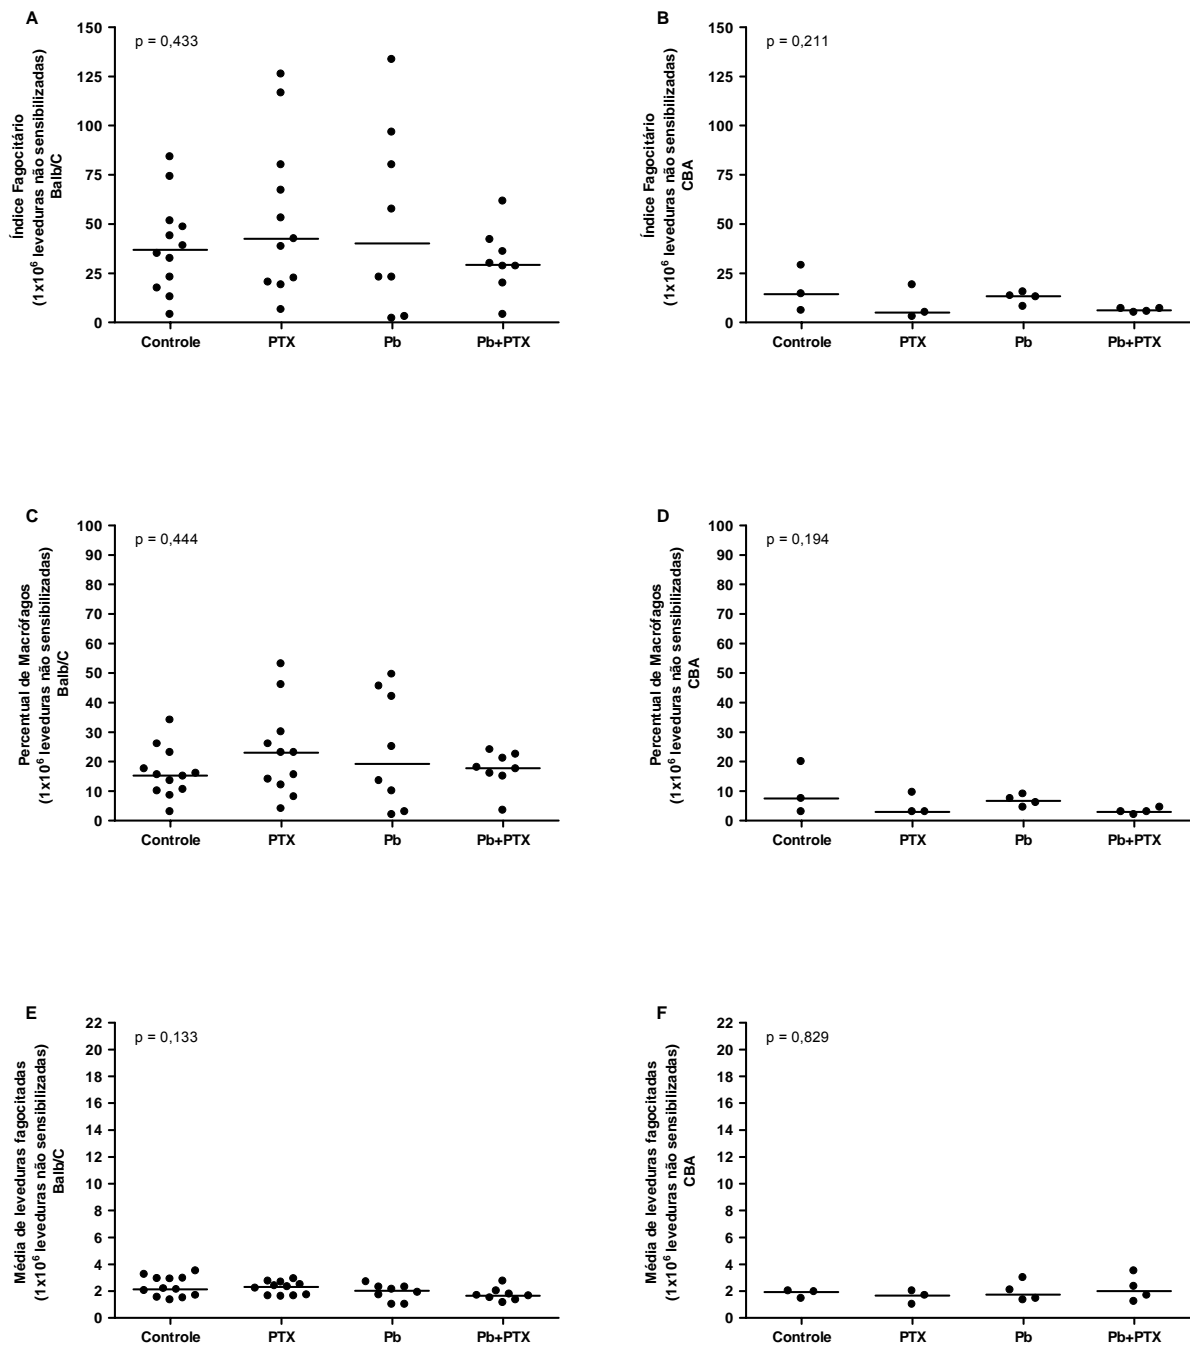 A
p = 0,433
Índice Fagocitário
(1x10⁶ leveduras não sensibilizadas)
Balb/C
150
125
100
75
50
25
0
Controle PTX Pb Pb+PTX
B
p = 0,211
Índice Fagocitário
(1x10⁶ leveduras não sensibilizadas)
CBA
150
125
100
75
50
25
0
Controle PTX Pb Pb+PTX
C
p = 0,444
Percentual de Macrófagos
(1x10⁶ leveduras não sensibilizadas)
Balb/C
100
90
80
70
60
50
40
30
20
10
0
Controle PTX Pb Pb+PTX
D
p = 0,194
Percentual de Macrófagos
(1x10⁶ leveduras não sensibilizadas)
CBA
100
90
80
70
60
50
40
30
20
10
0
Controle PTX Pb Pb+PTX
E
p = 0,133
Média de leveduras fagocitadas
(1x10⁶ leveduras não sensibilizadas)
Balb/C
22
20
18
16
14
12
10
8
6
4
2
0
Controle PTX Pb Pb+PTX
F
p = 0,829
Média de leveduras fagocitadas
(1x10⁶ leveduras não sensibilizadas)
CBA
22
20
18
16
14
12
10
8
6
4
2
0
Controle PTX Pb Pb+PTX